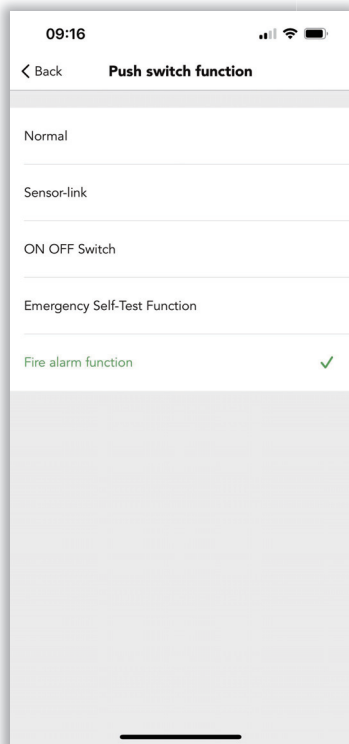 09:16
Back Push switch function
Normal
Sensor-link
ON OFF Switch
Emergency Self-Test Function
Fire alarm function